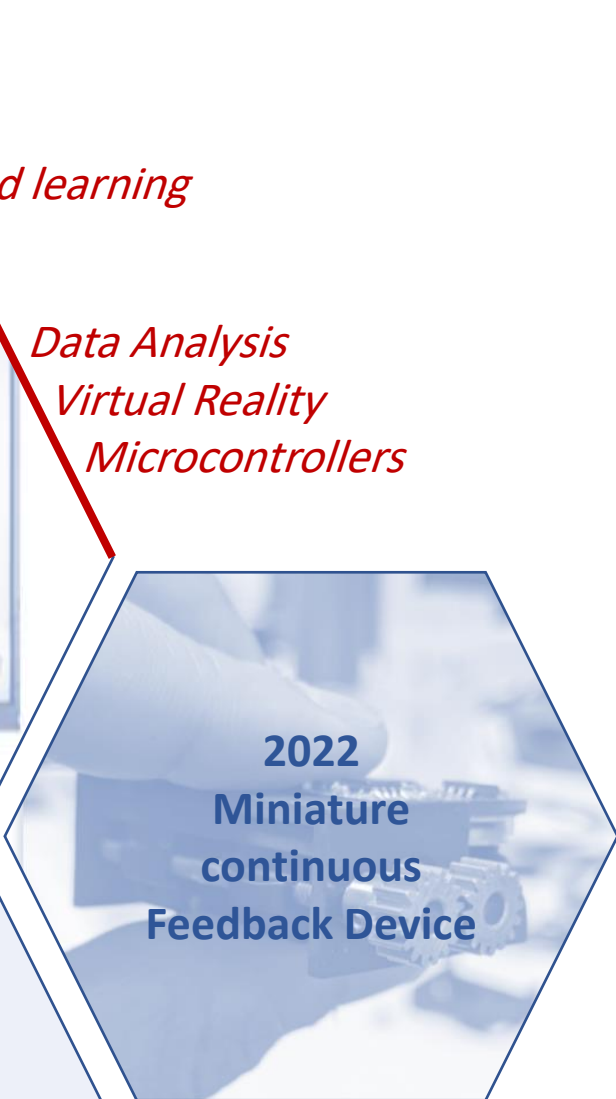 d learning
Data Analysis
Virtual Reality
Microcontrollers
2022
Miniature
continuous
Feedback Device